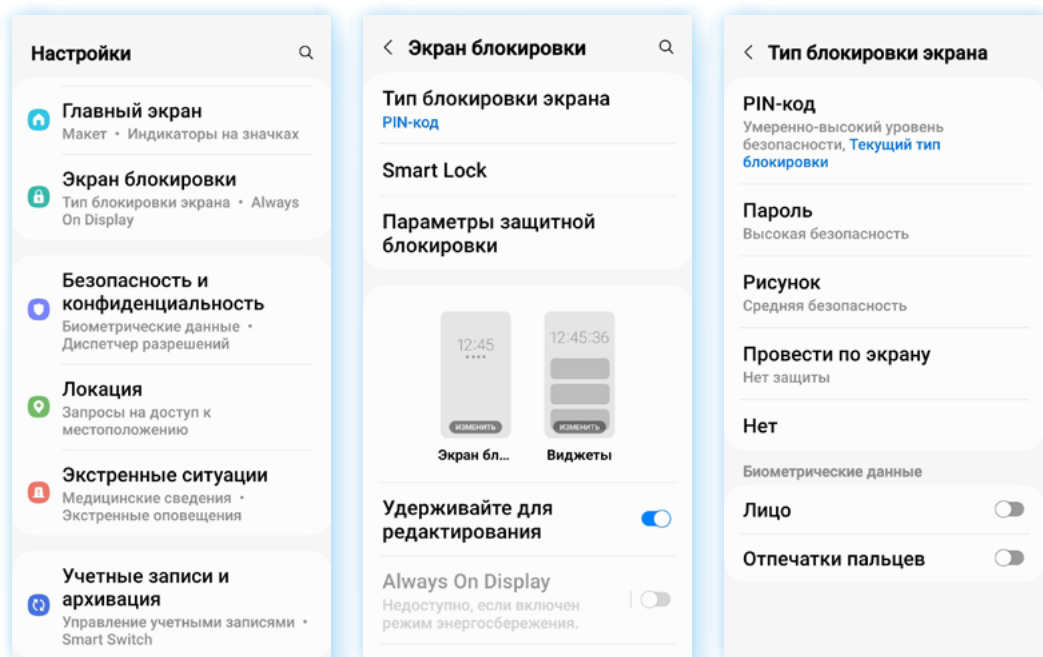 Настройки
Главный экран
Макет • Индикаторы на значках
Экран блокировки
Тип блокировки экрана • Always
On Display
Безопасность и
конфиденциальность
Биометрические данные •
Диспетчер разрешений
Локация
Запросы на доступ к
местоположению
Экстренные ситуации
Медицинские сведения •
Экстренные оповещения
Учетные записи и
архивация
Управление учетными записями •
Smart Switch
Экран блокировки
Тип блокировки экрана
PIN-код
Smart Lock
Параметры защитной
блокировки
12:45
12:45:36
ИЗМЕНИТЬ
ИЗМЕНИТЬ
Экран бл...
Виджеты
Удерживайте для
редактирования
Always On Display
Недоступно, если включен
режим энергосбережения.
Тип блокировки экрана
PIN-код
Умеренно-высокий уровень
безопасности, Текущий тип
блокировки
Пароль
Высокая безопасность
Рисунок
Средняя безопасность
Провести по экрану
Нет защиты
Нет
Биометрические данные
Лицо
Отпечатки пальцев